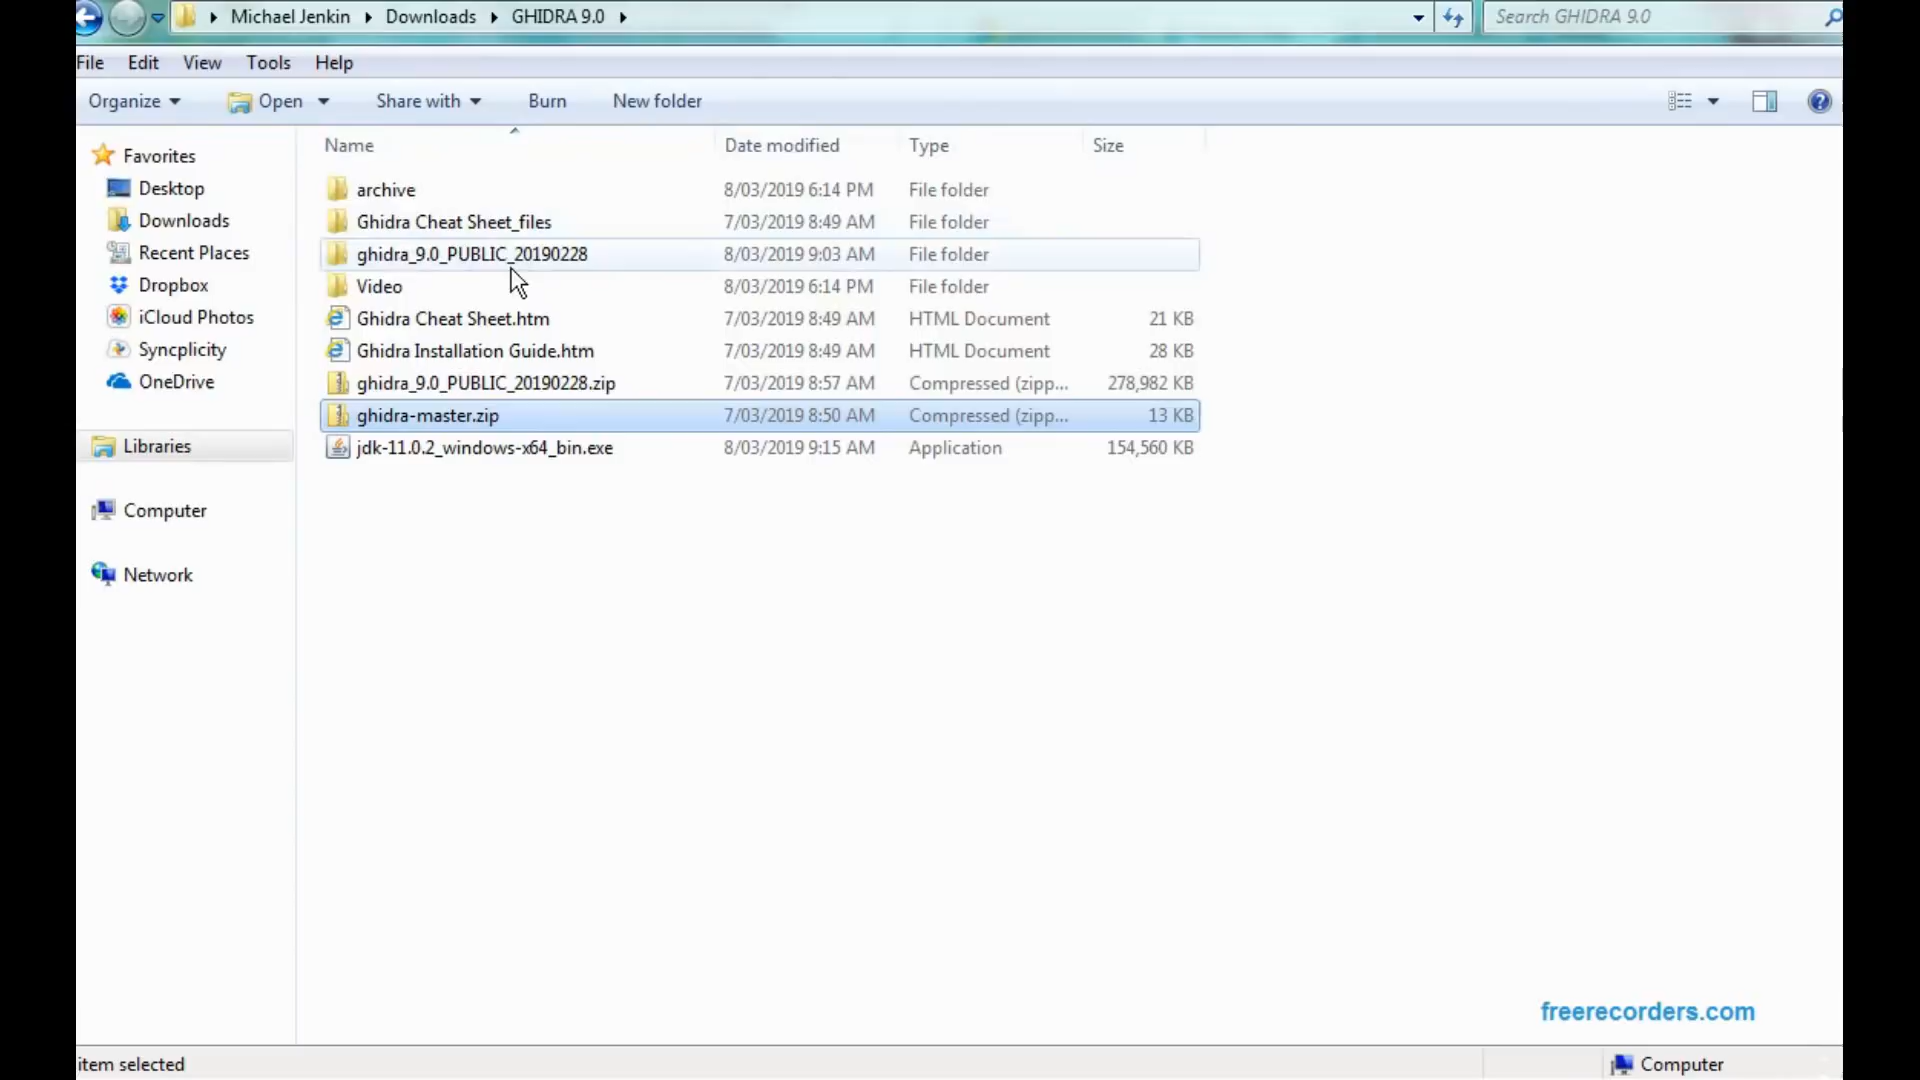 Michael Jenkin Downloads GHIDRA 9.0 Search GHIDRA 9.0
File Edit View Tools Help
Organize Open Share with Burn New folder
Name Date modified Type Size
Favorites
Desktop
Downloads
Recent Places
Dropbox
iCloud Photos
Syncplicity
OneDrive
Libraries
Computer
Network
archive 8/03/2019 6:14 PM File folder
Ghidra Cheat Sheet_files 7/03/2019 8:49 AM File folder
ghidra_9.0_PUBLIC_20190228 8/03/2019 9:03 AM File folder
Video 8/03/2019 6:14 PM File folder
Ghidra Cheat Sheet.htm 7/03/2019 8:49 AM HTML Document 21 KB
Ghidra Installation Guide.htm 7/03/2019 8:49 AM HTML Document 28 KB
ghidra_9.0_PUBLIC_20190228.zip 7/03/2019 8:57 AM Compressed (zipp... 278,982 KB
ghidra-master.zip 7/03/2019 8:50 AM Compressed (zipp... 13 KB
jdk-11.0.2_windows-x64_bin.exe 8/03/2019 9:15 AM Application 154,560 KB
freerecorders.com
item selected Computer